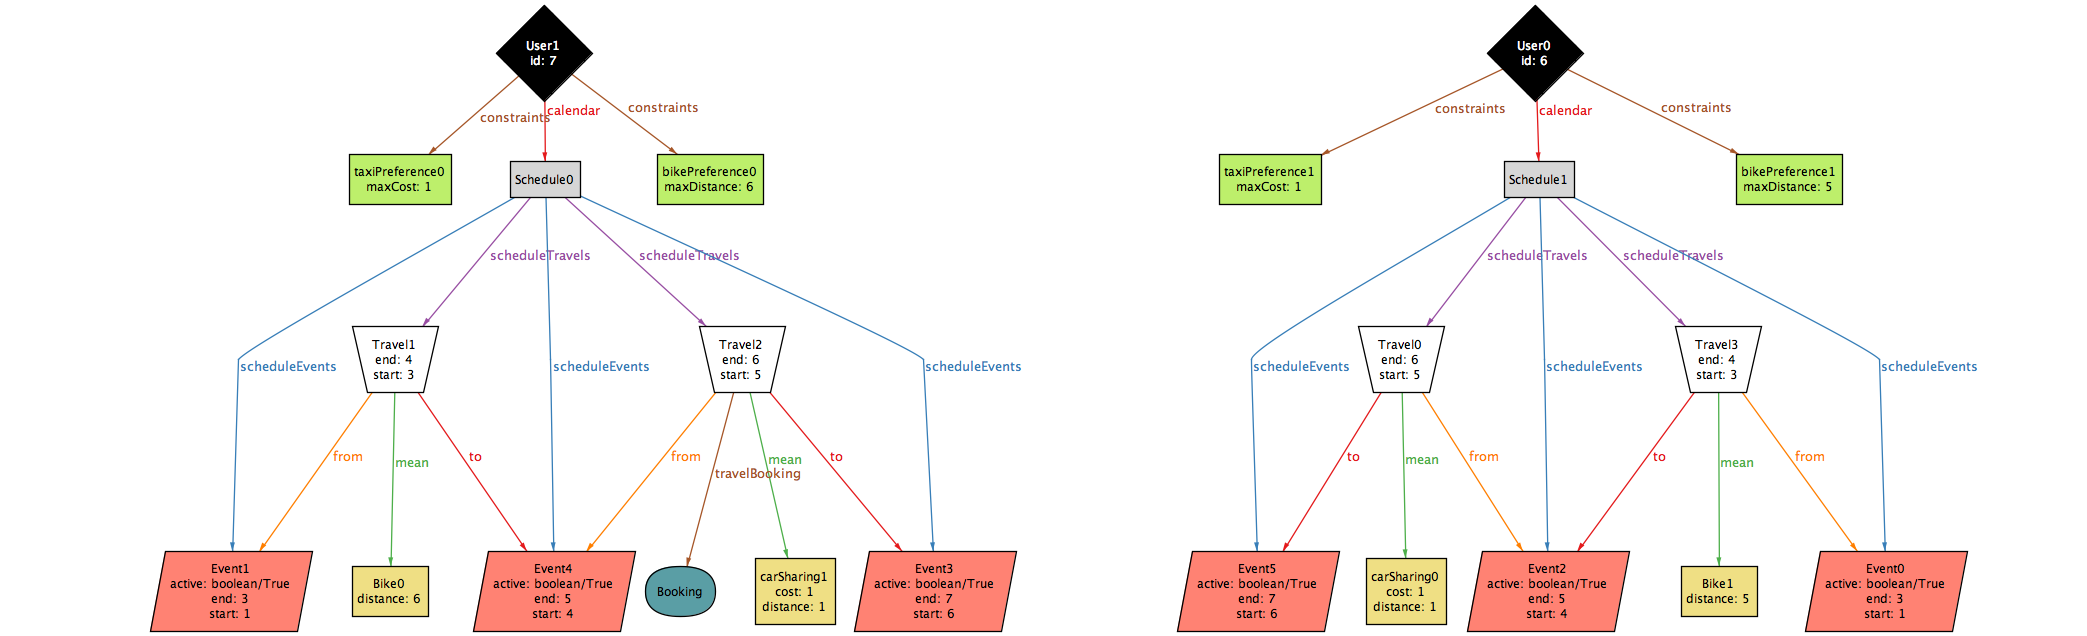 User1
id: 7
User0
id: 6
constraints
calendar
constraints
constraints
calendar
constraints
taxiPreference0
maxCost: 1
Schedule0
bikePreference0
maxDistance: 6
taxiPreference1
maxCost: 1
Schedule1
bikePreference1
maxDistance: 5
scheduleTravels
scheduleTravels
scheduleTravels
scheduleTravels
scheduleEvents
Travel1
end: 4
start: 3
scheduleEvents
Travel2
end: 6
start: 5
scheduleEvents
scheduleEvents
Travel0
end: 6
start: 5
scheduleEvents
Travel3
end: 4
start: 3
scheduleEvents
from
mean
to
from
travelBooking
mean
to
to
mean
from
to
mean
from
Event1
active: boolean/True
end: 3
start: 1
Bike0
distance: 6
Event4
active: boolean/True
end: 5
start: 4
Booking
carSharing1
cost: 1
distance: 1
Event3
active: boolean/True
end: 7
start: 6
Event5
active: boolean/True
end: 7
start: 6
carSharing0
cost: 1
distance: 1
Event2
active: boolean/True
end: 5
start: 4
Bike1
distance: 5
Event0
active: boolean/True
end: 3
start: 1